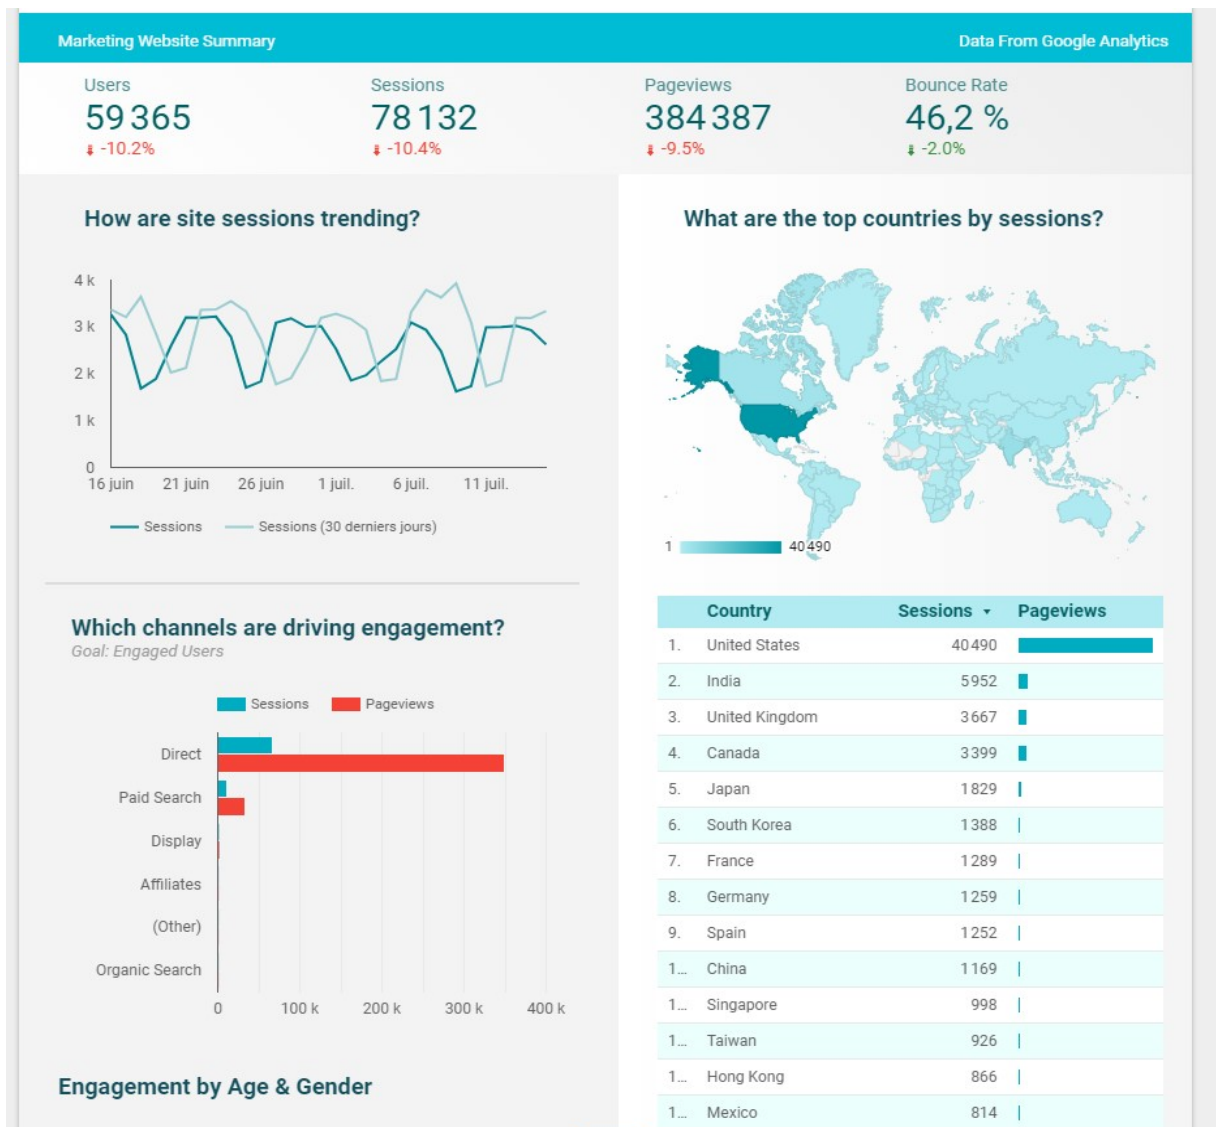 Marketing Website Summary
Data From Google Analytics
Users
59 365
-10.2%
Sessions
78 132
-10.4%
Pageviews
384 387
-9.5%
Bounce Rate
46,2 %
-2.0%
How are site sessions trending?
4 k
3 k
2 k
1 k
0
16 juin 21 juin 26 juin 1 juil. 6 juil. 11 juil.
Sessions Sessions (30 derniers jours)
Which channels are driving engagement?
Goal: Engaged Users
Sessions Pageviews
Direct
Paid Search
Display
Affiliates
(Other)
Organic Search
0 100 k 200 k 300 k 400 k
Engagement by Age & Gender
What are the top countries by sessions?
1 40 490
Country Sessions Pageviews
1. United States 40 490
2. India 5 952
3. United Kingdom 3 667
4. Canada 3 399
5. Japan 1 829
6. South Korea 1 388
7. France 1 289
8. Germany 1 259
9. Spain 1 252
1... China 1 169
1... Singapore 998
1... Taiwan 926
1... Hong Kong 866
1... Mexico 814